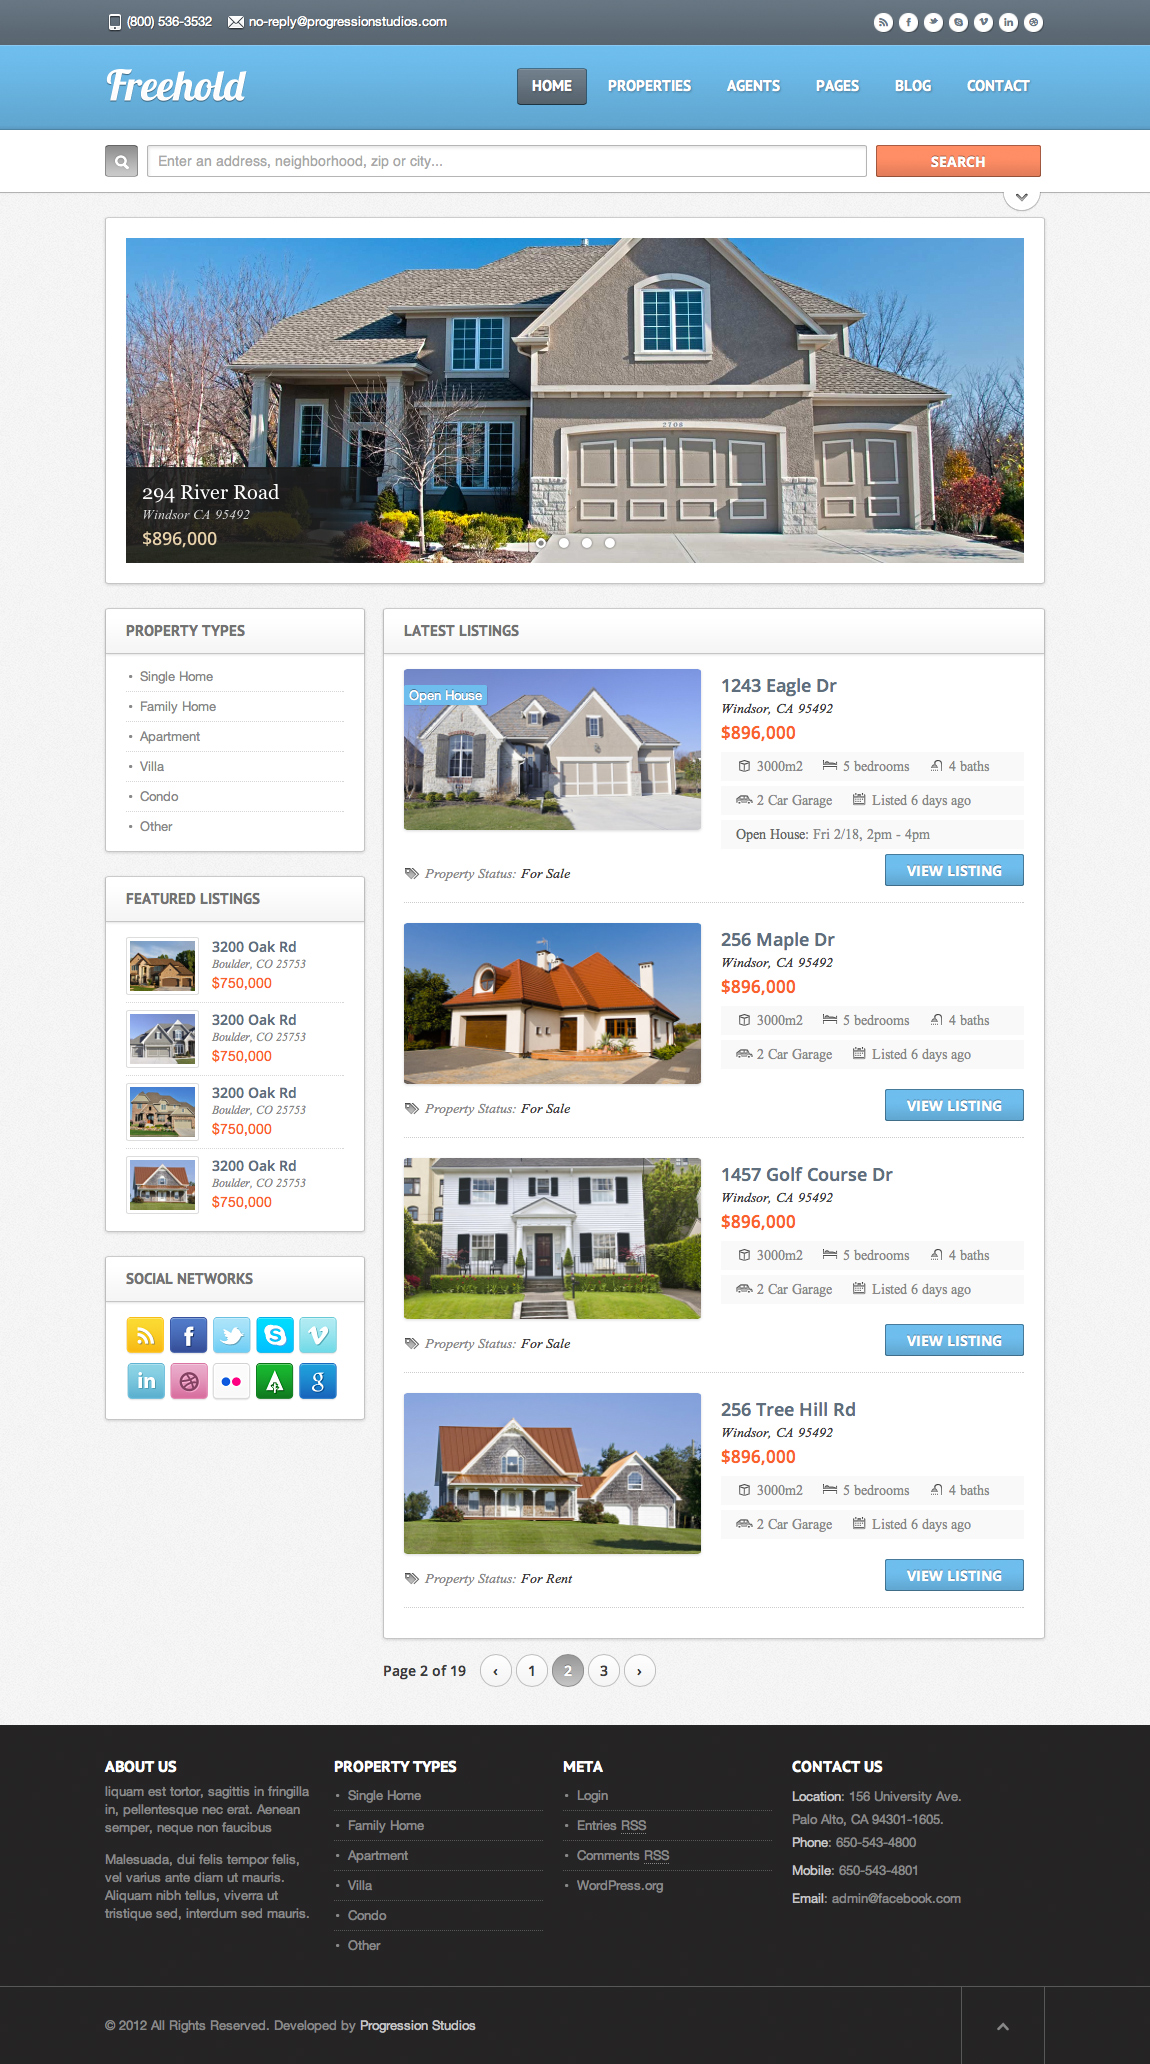 (800) 536-3532 no-reply@progressionstudios.com
Freehold
HOME PROPERTIES AGENTS PAGES BLOG CONTACT
Enter an address, neighborhood, zip or city...
SEARCH
2708
294 River Road
Windsor CA 95492
$896,000
PROPERTY TYPES
Single Home
Family Home
Apartment
Villa
Condo
Other
FEATURED LISTINGS
3200 Oak Rd
Boulder, CO 25753
$750,000
3200 Oak Rd
Boulder, CO 25753
$750,000
3200 Oak Rd
Boulder, CO 25753
$750,000
3200 Oak Rd
Boulder, CO 25753
$750,000
SOCIAL NETWORKS
LATEST LISTINGS
Open House
1243 Eagle Dr
Windsor, CA 95492
$896,000
3000m2 5 bedrooms 4 baths
2 Car Garage Listed 6 days ago
Open House: Fri 2/18, 2pm - 4pm
Property Status: For Sale
VIEW LISTING
256 Maple Dr
Windsor, CA 95492
$896,000
3000m2 5 bedrooms 4 baths
2 Car Garage Listed 6 days ago
Property Status: For Sale
VIEW LISTING
1457 Golf Course Dr
Windsor, CA 95492
$896,000
3000m2 5 bedrooms 4 baths
2 Car Garage Listed 6 days ago
Property Status: For Sale
VIEW LISTING
256 Tree Hill Rd
Windsor, CA 95492
$896,000
3000m2 5 bedrooms 4 baths
2 Car Garage Listed 6 days ago
Property Status: For Rent
VIEW LISTING
Page 2 of 19 ‹ 1 2 3 ›
ABOUT US
liquam est tortor, sagittis in fringilla
in, pellentesque nec erat. Aenean
semper, neque non faucibus
Malesuada, dui felis tempor felis,
vel varius ante diam ut mauris.
Aliquam nibh tellus, viverra ut
tristique sed, interdum sed mauris.
PROPERTY TYPES
Single Home
Family Home
Apartment
Villa
Condo
Other
META
Login
Entries RSS
Comments RSS
WordPress.org
CONTACT US
Location: 156 University Ave.
Palo Alto, CA 94301-1605.
Phone: 650-543-4800
Mobile: 650-543-4801
Email: admin@facebook.com
© 2012 All Rights Reserved. Developed by Progression Studios